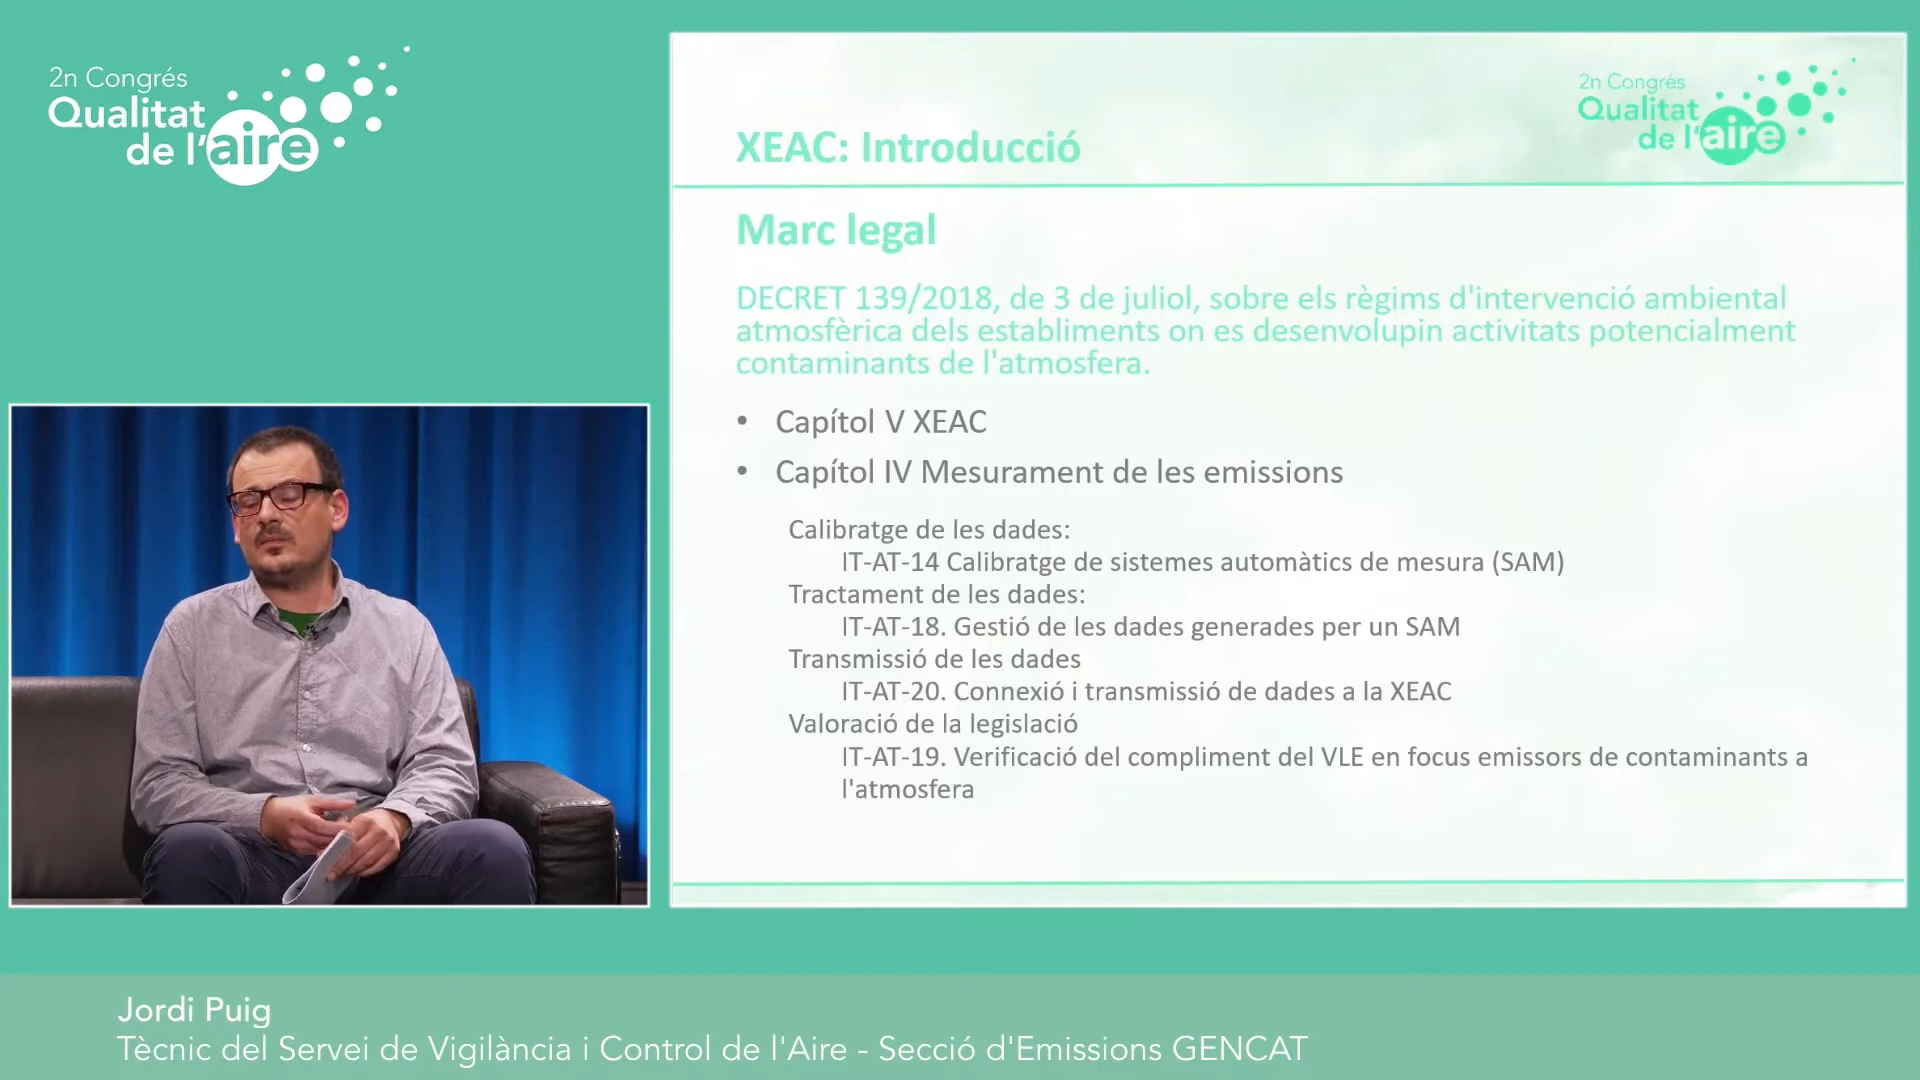 2n Congrés
Qualitat
de l'aire
2n Congrés
Qualitat
de l'aire
XEAC: Introducció
Marc legal
DECRET 139/2018, de 3 de juliol, sobre els règims d'intervenció ambiental
atmosfèrica dels establiments on es desenvolupin activitats potencialment
contaminants de l'atmosfera.
• Capítol V XEAC
• Capítol IV Mesurament de les emissions
Calibratge de les dades:
IT-AT-14 Calibratge de sistemes automàtics de mesura (SAM)
Tractament de les dades:
IT-AT-18. Gestió de les dades generades per un SAM
Transmissió de les dades
IT-AT-20. Connexió i transmissió de dades a la XEAC
Valoració de la legislació
IT-AT-19. Verificació del compliment del VLE en focus emissors de contaminants a
l'atmosfera
Jordi Puig
Tècnic del Servei de Vigilància i Control de l'Aire - Secció d'Emissions GENCAT